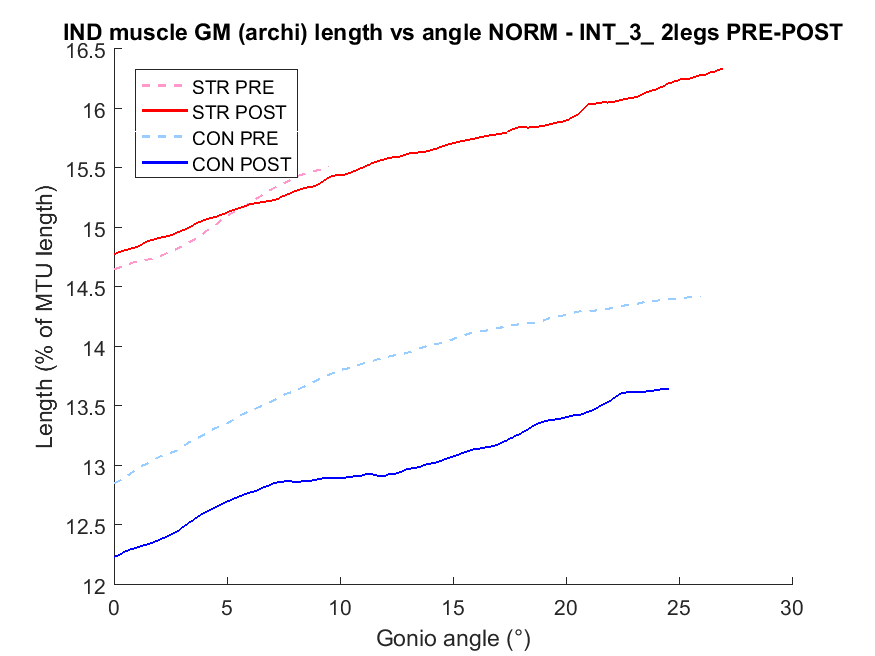 IND muscle GM (archi) length vs angle NORM - INT_3_ 2legs PRE-POST
16.5
16
15.5
15
14.5
14
13.5
13
12.5
12
Length (% of MTU length)
STR PRE
STR POST
CON PRE
CON POST
0 5 10 15 20 25 30
Gonio angle (°)